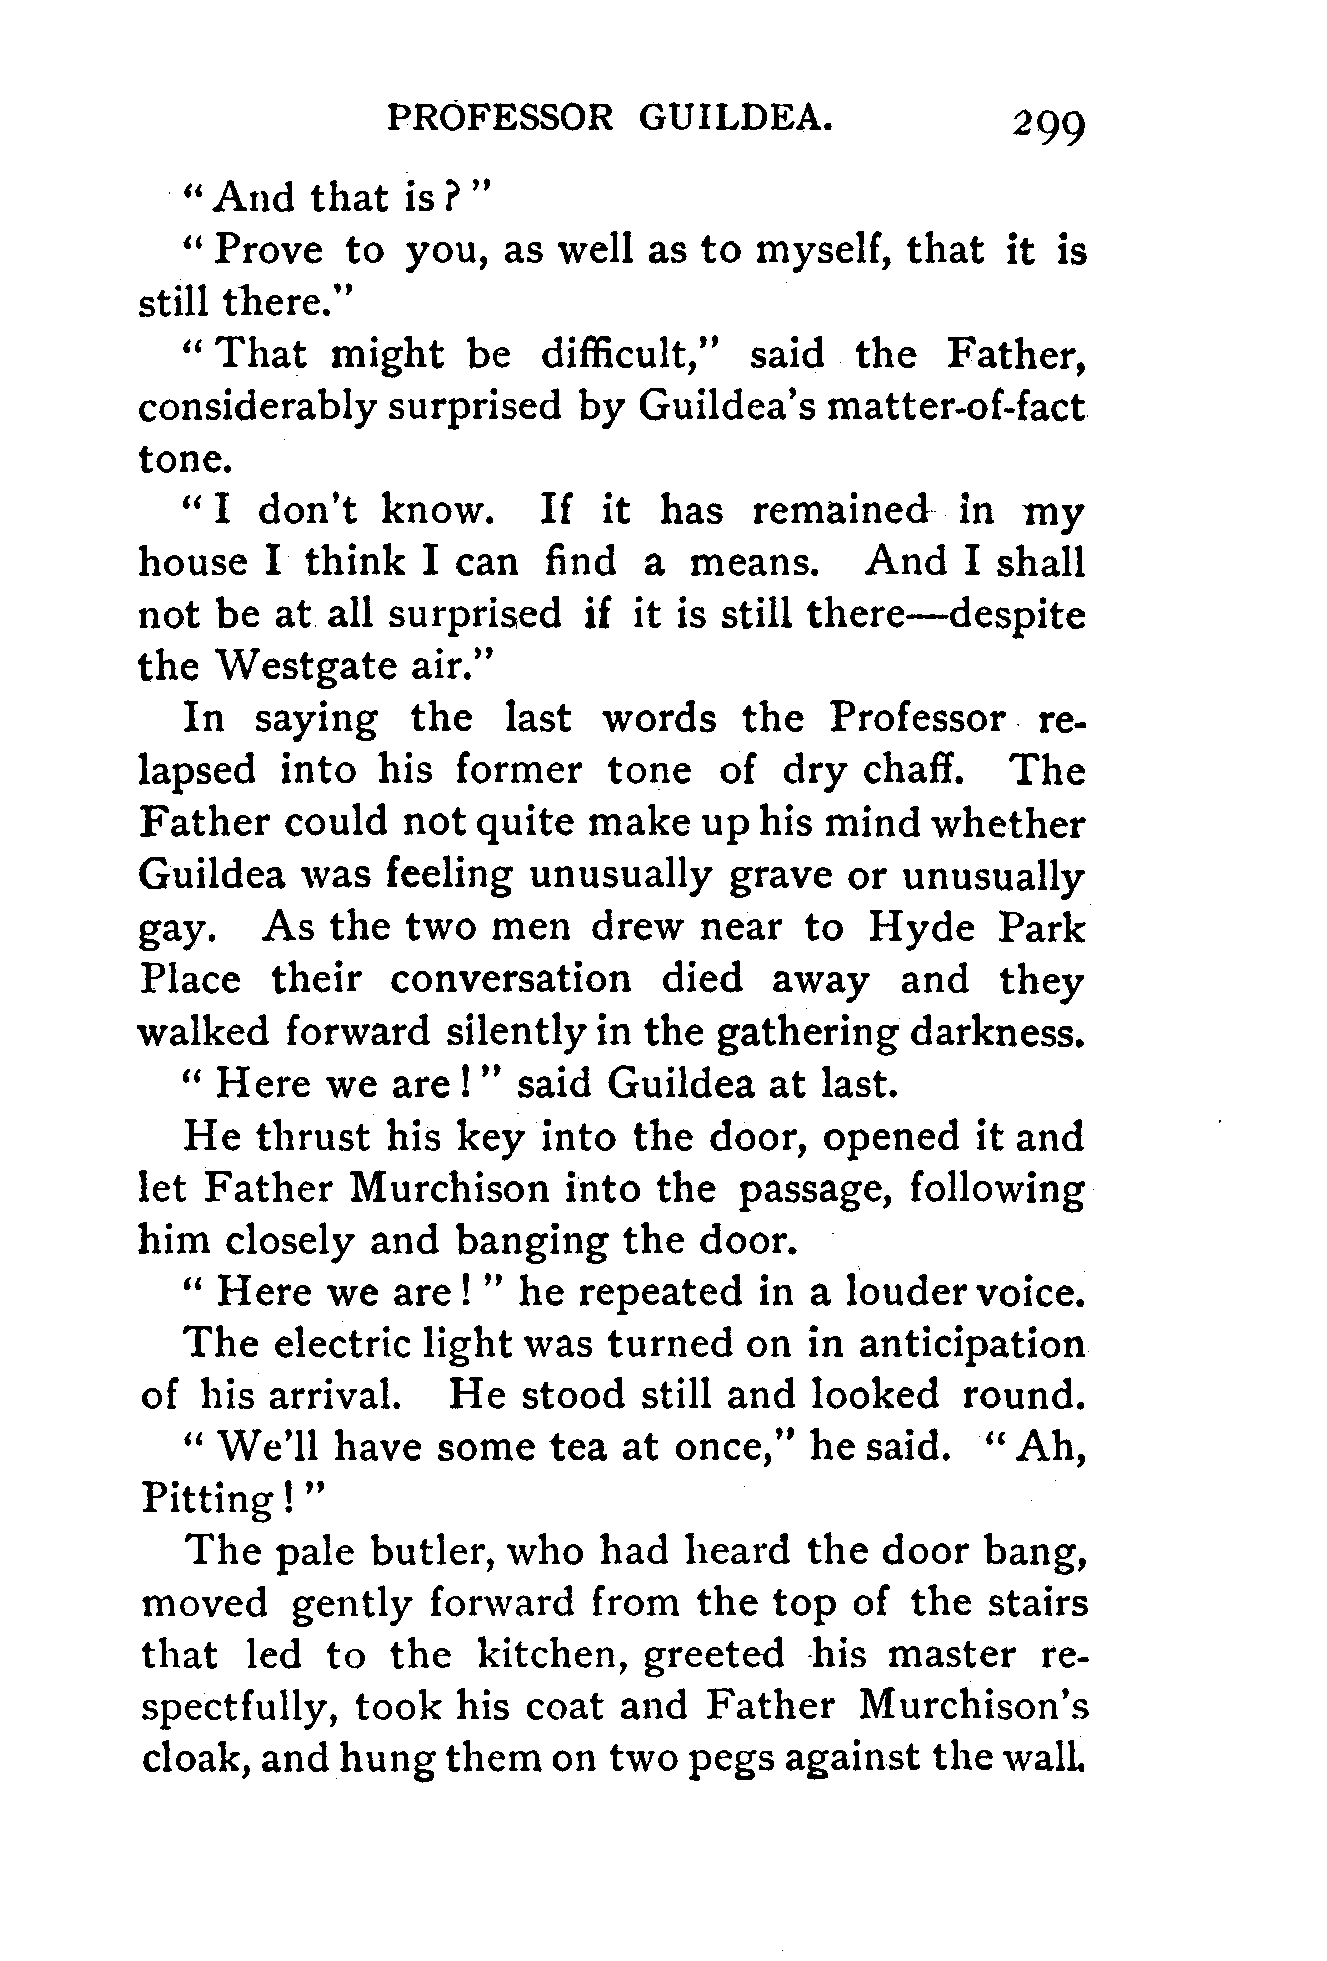 PROFESSOR GUILDEA. 299
" And that is ? "
" Prove to you, as well as to myself, that it is
still there."
" That might be difficult," said the Father,
considerably surprised by Guildea's matter-of-fact
tone.
" I don't know. If it has remained in my
house I think I can find a means. And I shall
not be at all surprised if it is still there—despite
the Westgate air."
In saying the last words the Professor re-
lapsed into his former tone of dry chaff. The
Father could not quite make up his mind whether
Guildea was feeling unusually grave or unusually
gay. As the two men drew near to Hyde Park
Place their conversation died away and they
walked forward silently in the gathering darkness.
" Here we are ! " said Guildea at last.
He thrust his key into the door, opened it and
let Father Murchison into the passage, following
him closely and banging the door.
" Here we are ! " he repeated in a louder voice.
The electric light was turned on in anticipation
of his arrival. He stood still and looked round.
" We'll have some tea at once," he said. " Ah,
Pitting ! "
The pale butler, who had heard the door bang,
moved gently forward from the top of the stairs
that led to the kitchen, greeted his master re-
spectfully, took his coat and Father Murchison's
cloak, and hung them on two pegs against the wall.